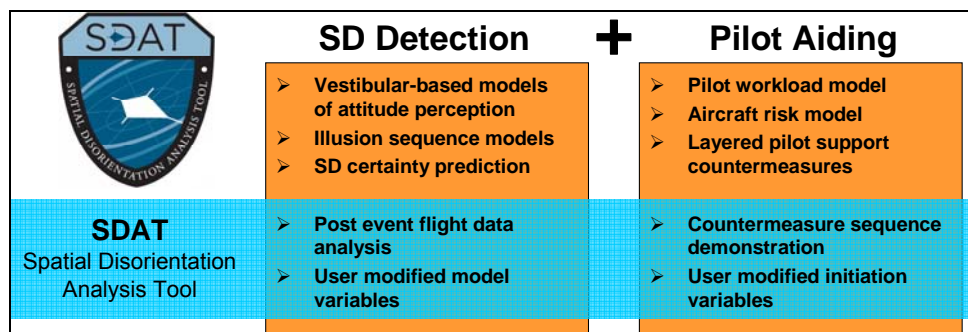 SDAT
SPATIAL DISORIENTATION ANALYSIS TOOL
SD Detection + Pilot Aiding
➢ Vestibular-based models
of attitude perception
➢ Illusion sequence models
➢ SD certainty prediction
➢ Pilot workload model
➢ Aircraft risk model
➢ Layered pilot support
countermeasures
SDAT
Spatial Disorientation
Analysis Tool
➢ Post event flight data
analysis
➢ User modified model
variables
➢ Countermeasure sequence
demonstration
➢ User modified initiation
variables